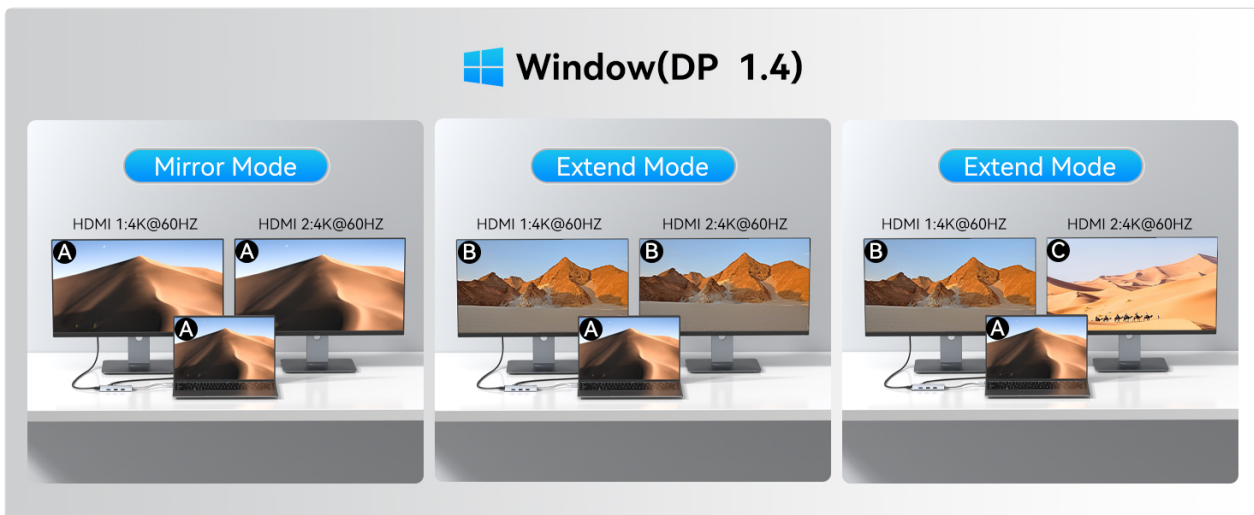 Window(DP 1.4)
Mirror Mode
HDMI 1:4K@60HZ HDMI 2:4K@60HZ
A A
A
Extend Mode
HDMI 1:4K@60HZ HDMI 2:4K@60HZ
B B
A
Extend Mode
HDMI 1:4K@60HZ HDMI 2:4K@60HZ
B C
A